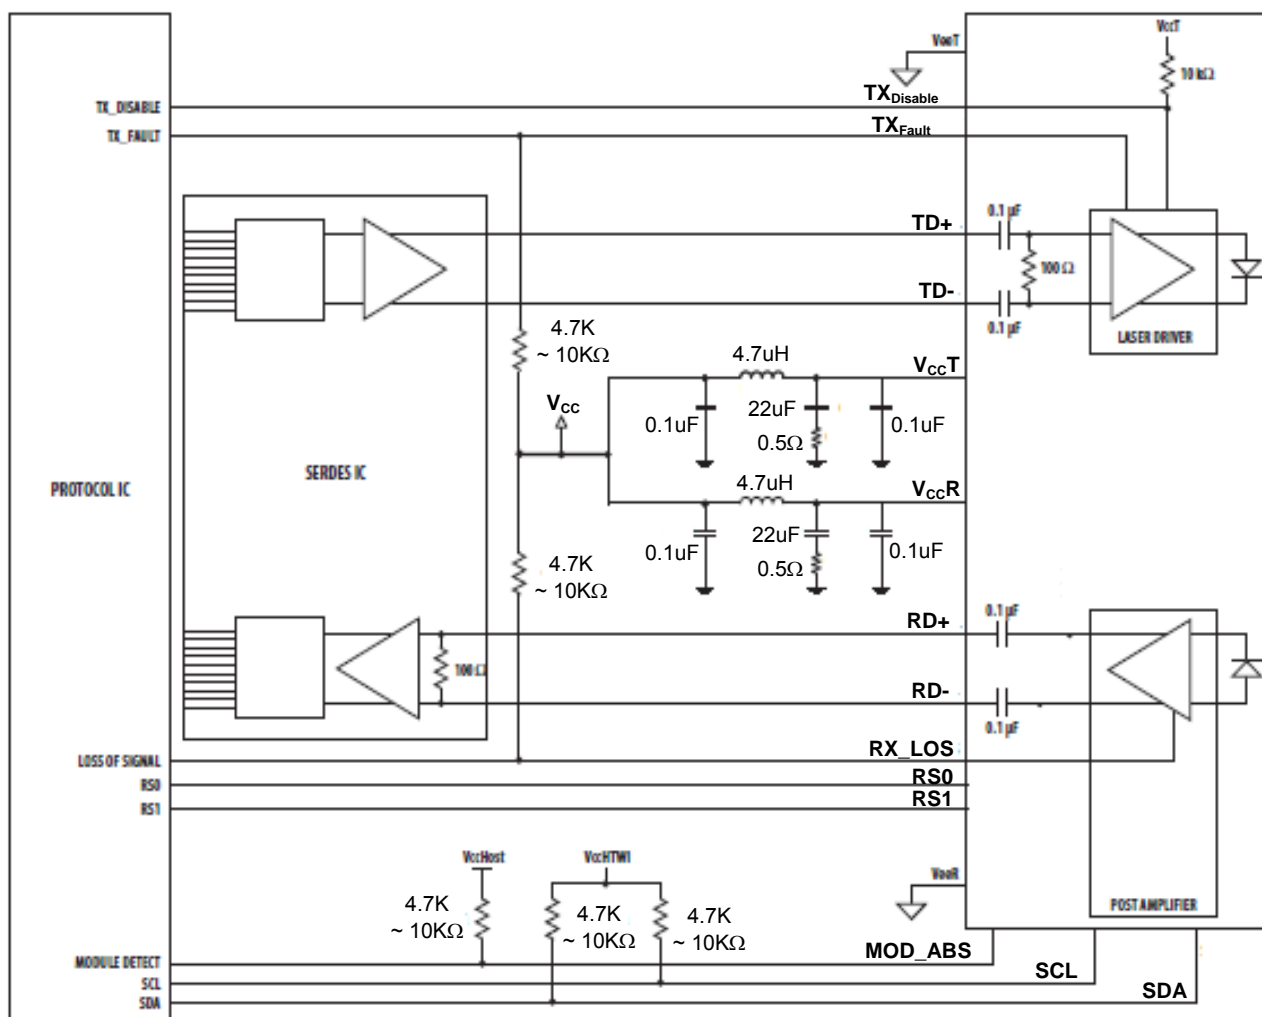 VccT
VeeT
10 kΩ
TX_DISABLE
TX_Disable
TX_FAULT
TX_Fault
0.1 µF
TD+
100 Ω
TD-
0.1 µF
LASER DRIVER
4.7K
~ 10KΩ
4.7uH
VCCT
VCC
0.1uF
22uF
0.1uF
0.5Ω
SERDES IC
PROTOCOL IC
4.7uH
VCCR
0.1uF
22uF
0.1uF
0.5Ω
4.7K
~ 10KΩ
0.1 µF
RD+
100 Ω
RD-
0.1 µF
LOSS OF SIGNAL
RX_LOS
RS0
RS0
RS1
RS1
VccHost
VccHTWI
VeeR
4.7K
~ 10KΩ
4.7K
~ 10KΩ
4.7K
~ 10KΩ
POST AMPLIFIER
MODULE DETECT
MOD_ABS
SCL
SCL
SDA
SDA